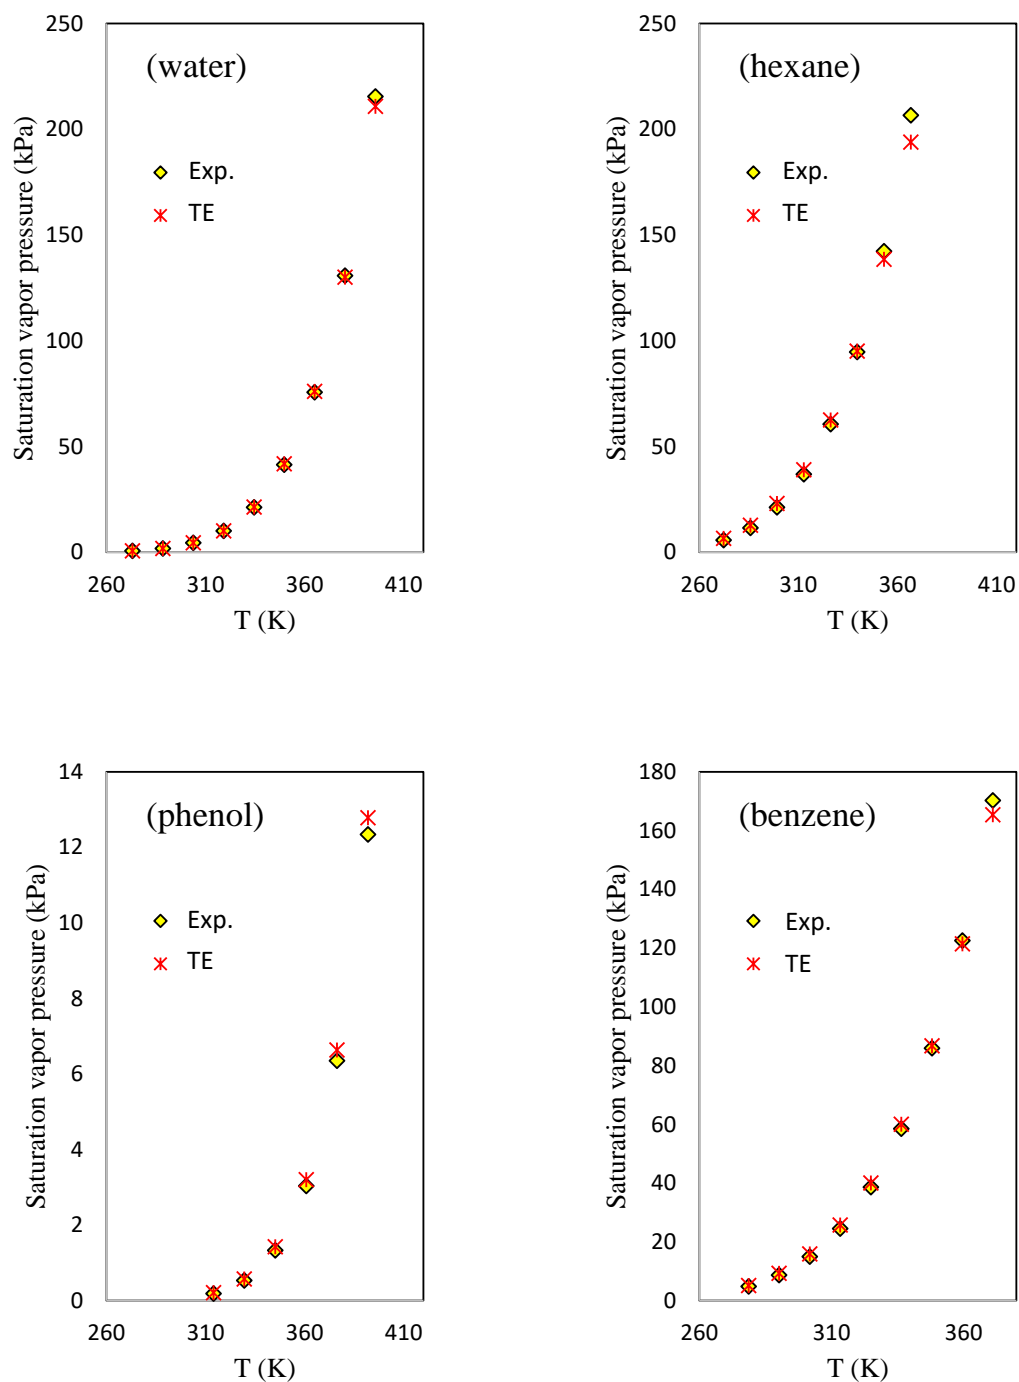 (water)
Exp.
TE
Saturation vapor pressure (kPa)
250
200
150
100
50
0
260
310
360
410
T (K)
(hexane)
Exp.
TE
Saturation vapor pressure (kPa)
250
200
150
100
50
0
260
310
360
410
T (K)
(phenol)
Exp.
TE
Saturation vapor pressure (kPa)
14
12
10
8
6
4
2
0
260
310
360
410
T (K)
(benzene)
Exp.
TE
Saturation vapor pressure (kPa)
180
160
140
120
100
80
60
40
20
0
260
310
360
T (K)